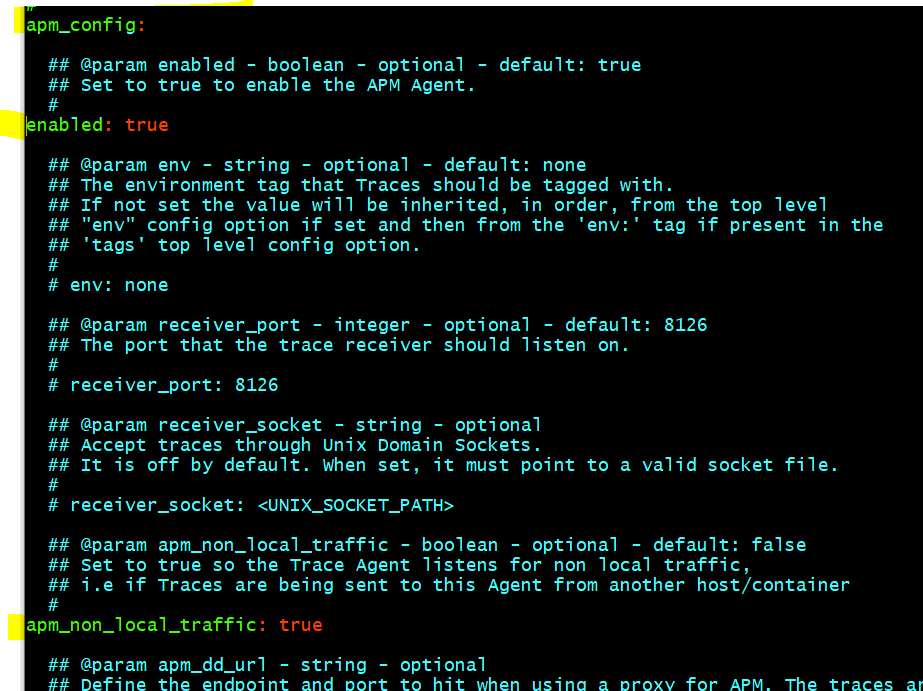 #
apm_config:
## @param enabled - boolean - optional - default: true
## Set to true to enable the APM Agent.
#
enabled: true
## @param env - string - optional - default: none
## The environment tag that Traces should be tagged with.
## If not set the value will be inherited, in order, from the top level
## "env" config option if set and then from the 'env:' tag if present in the
## 'tags' top level config option.
#
# env: none
## @param receiver_port - integer - optional - default: 8126
## The port that the trace receiver should listen on.
#
# receiver_port: 8126
## @param receiver_socket - string - optional
## Accept traces through Unix Domain Sockets.
## It is off by default. When set, it must point to a valid socket file.
#
# receiver_socket: <UNIX_SOCKET_PATH>
## @param apm_non_local_traffic - boolean - optional - default: false
## Set to true so the Trace Agent listens for non local traffic,
## i.e if Traces are being sent to this Agent from another host/container
#
apm_non_local_traffic: true
## @param apm_dd_url - string - optional
## Define the endpoint and port to hit when using a proxy for APM. The traces a